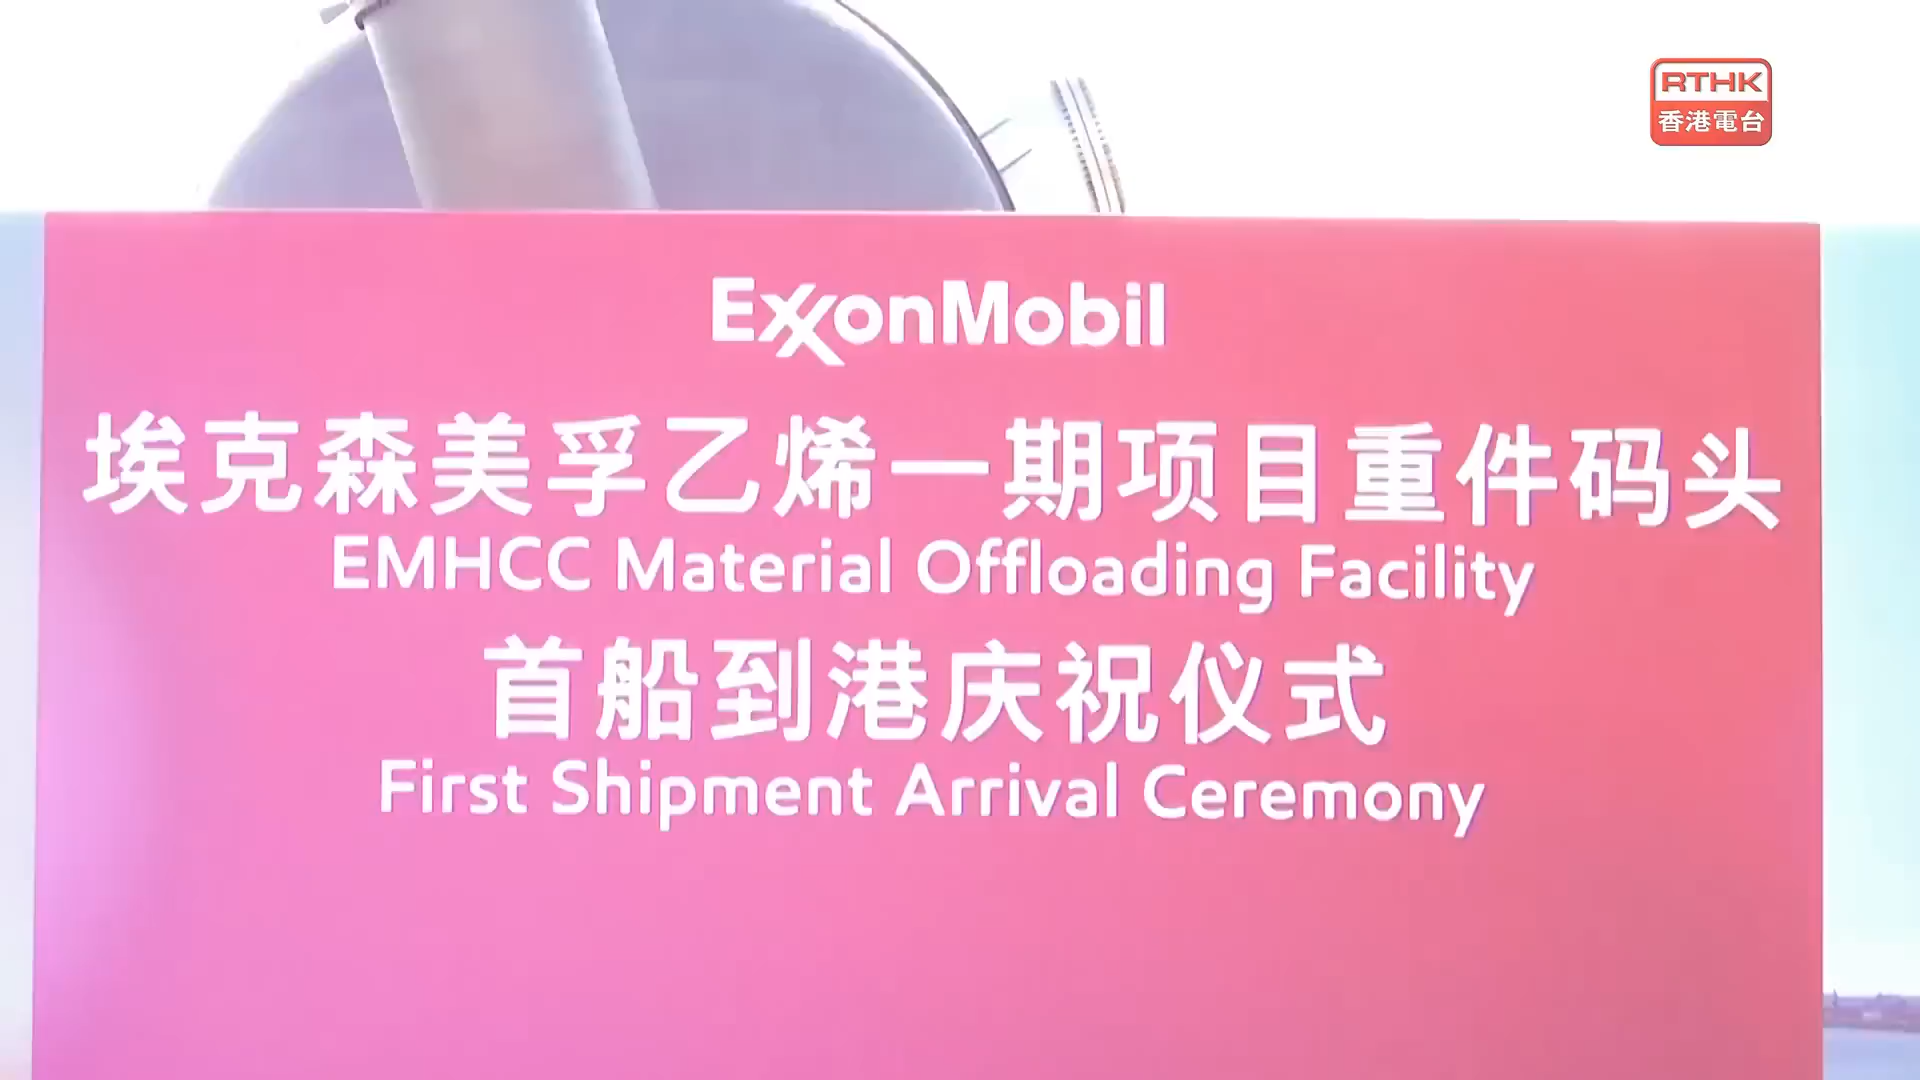 RTHK
香港電台
ExxonMobil
埃克森美孚乙烯一期项目重件码头
EMHCC Material Offloading Facility
首船到港庆祝仪式
First Shipment Arrival Ceremony